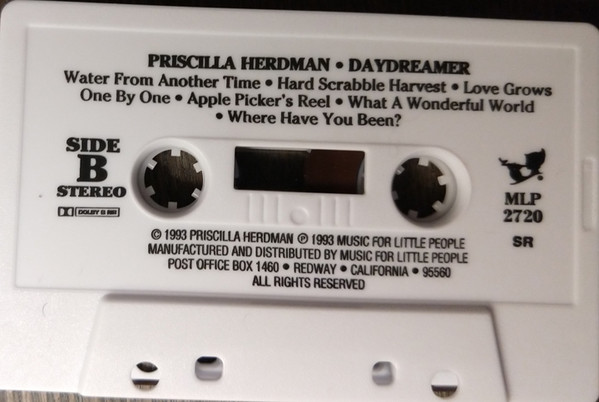 PRISCILLA HERDMAN • DAYDREAMER
Water From Another Time • Hard Scrabble Harvest • Love Grows
One By One • Apple Picker's Reel • What A Wonderful World
• Where Have You Been?
SIDE
B
STEREO
DOLBY B NR
MLP
2720
SR
© 1993 PRISCILLA HERDMAN ℗ 1993 MUSIC FOR LITTLE PEOPLE
MANUFACTURED AND DISTRIBUTED BY MUSIC FOR LITTLE PEOPLE
POST OFFICE BOX 1460 • REDWAY • CALIFORNIA • 95560
ALL RIGHTS RESERVED